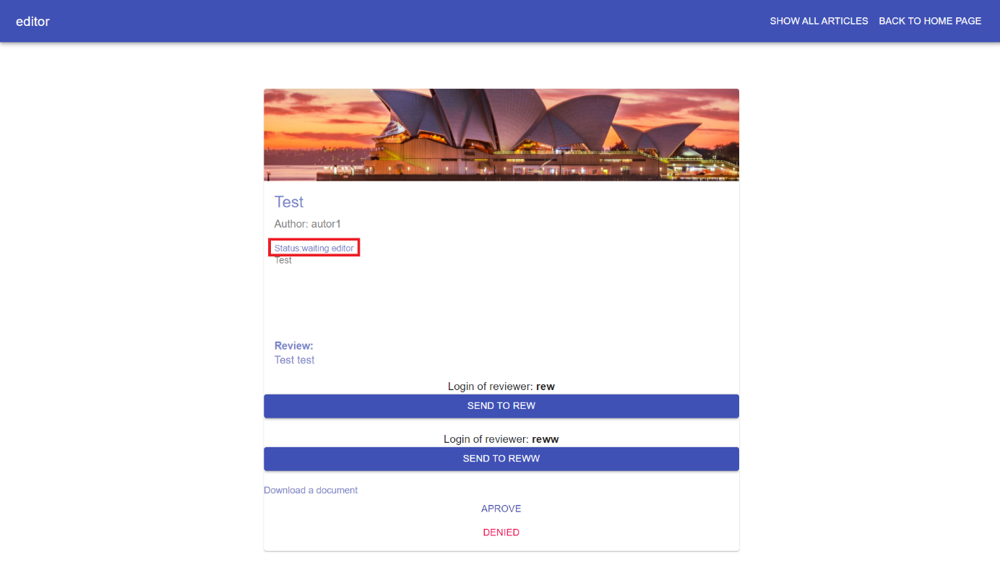 editor
SHOW ALL ARTICLES BACK TO HOME PAGE
Test
Author: autor1
Status:waiting editor
Test
Review:
Test test
Login of reviewer: rew
SEND TO REW
Login of reviewer: reww
SEND TO REWW
Download a document
APROVE
DENIED